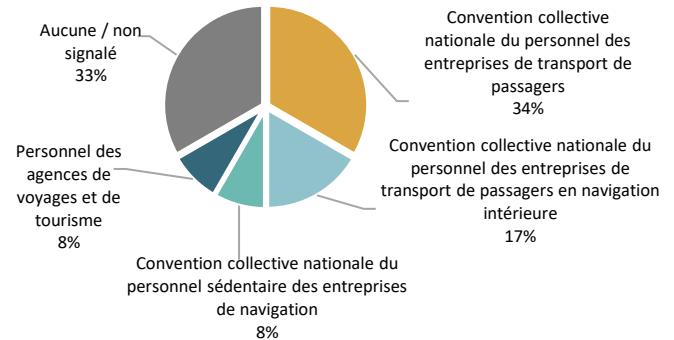 Aucune / non
signalé
33%
Convention collective
nationale du personnel des
entreprises de transport de
passagers
34%
Convention collective nationale du
personnel des entreprises de
transport de passagers en navigation
intérieure
17%
Personnel des
agences de
voyages et de
tourisme
8%
Convention collective nationale du
personnel sédentaire des entreprises
de navigation
8%